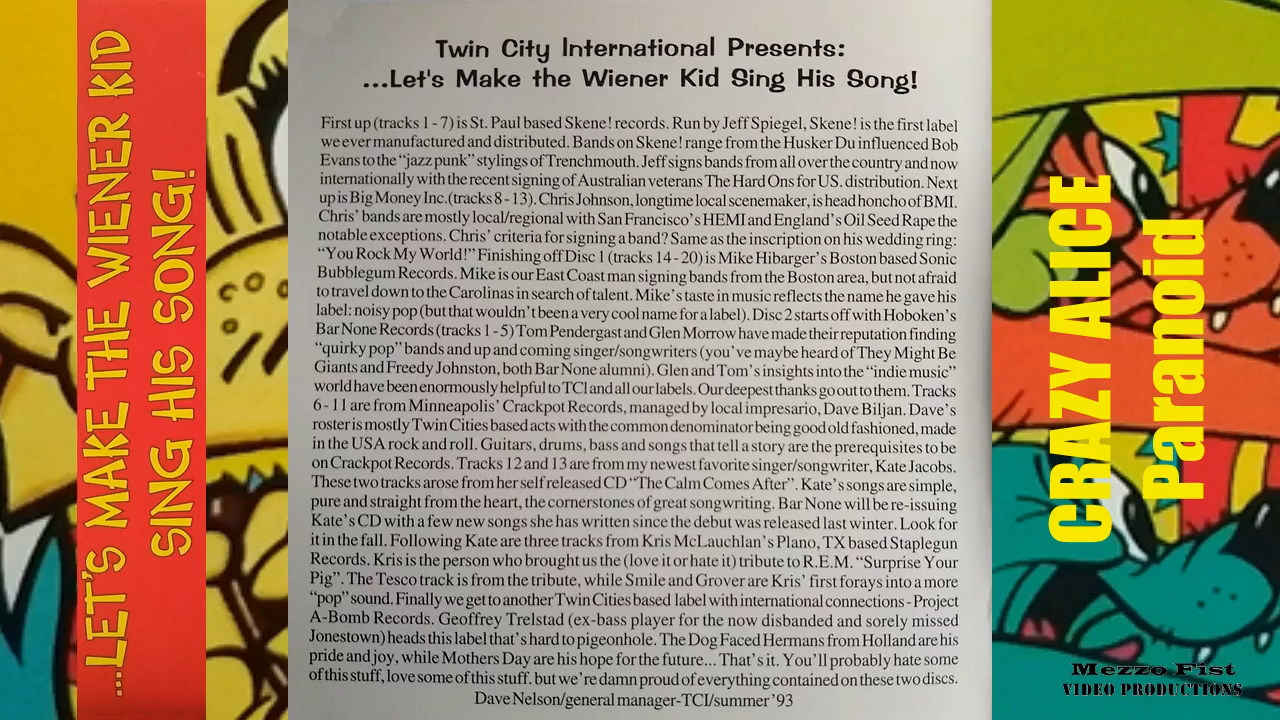 ...LET'S MAKE THE WIENER KID
SING HIS SONG!
Twin City International Presents:
...Let's Make the Wiener Kid Sing His Song!
First up (tracks 1 - 7) is St. Paul based Skene! records. Run by Jeff Spiegel, Skene! is the first label
we ever manufactured and distributed. Bands on Skene! range from the Husker Du influenced Bob
Evans to the “jazz punk” stylings of Trenchmouth. Jeff signs bands from all over the country and now
internationally with the recent signing of Australian veterans The Hard Ons for US. distribution. Next
up is Big Money Inc.(tracks 8 - 13). Chris Johnson, longtime local scenemaker, is head honcho of BMI.
Chris’ bands are mostly local/regional with San Francisco’s HEMI and England’s Oil Seed Rape the
notable exceptions. Chris’ criteria for signing a band? Same as the inscription on his wedding ring:
“You Rock My World!” Finishing off Disc 1 (tracks 14 - 20) is Mike Hibarger’s Boston based Sonic
Bubblegum Records. Mike is our East Coast man signing bands from the Boston area, but not afraid
to travel down to the Carolinas in search of talent. Mike’s taste in music reflects the name he gave his
label: noisy pop (but that wouldn’t been a very cool name for a label). Disc 2 starts off with Hoboken’s
Bar None Records (tracks 1 - 5) Tom Pendergast and Glen Morrow have made their reputation finding
“quirky pop” bands and up and coming singer/songwriters (you’ve maybe heard of They Might Be
Giants and Freedy Johnston, both Bar None alumni). Glen and Tom’s insights into the “indie music”
world have been enormously helpful to TCI and all our labels. Our deepest thanks go out to them. Tracks
6 - 11 are from Minneapolis’ Crackpot Records, managed by local impresario, Dave Biljan. Dave’s
roster is mostly Twin Cities based acts with the common denominator being good old fashioned, made
in the USA rock and roll. Guitars, drums, bass and songs that tell a story are the prerequisites to be
on Crackpot Records. Tracks 12 and 13 are from my newest favorite singer/songwriter, Kate Jacobs.
These two tracks arose from her self released CD “The Calm Comes After”. Kate’s songs are simple,
pure and straight from the heart, the cornerstones of great songwriting. Bar None will be re-issuing
Kate’s CD with a few new songs she has written since the debut was released last winter. Look for
it in the fall. Following Kate are three tracks from Kris McLauchlan’s Plano, TX based Staplegun
Records. Kris is the person who brought us the (love it or hate it) tribute to R.E.M. “Surprise Your
Pig”. The Tesco track is from the tribute, while Smile and Grover are Kris’ first forays into a more
“pop” sound. Finally we get to another Twin Cities based label with international connections - Project
A-Bomb Records. Geoffrey Trelstad (ex-bass player for the now disbanded and sorely missed
Jonestown) heads this label that’s hard to pigeonhole. The Dog Faced Hermans from Holland are his
pride and joy, while Mothers Day are his hope for the future... That’s it. You’ll probably hate some
of this stuff, love some of this stuff. but we’re damn proud of everything contained on these two discs.
Dave Nelson/general manager-TCI/summer’93
CRAZY ALICE
Paranoid
Mezzo Fist
VIDEO PRODUCTIONS